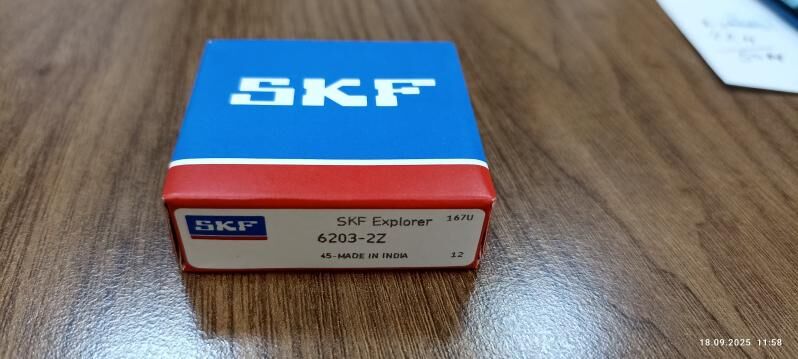 SKF
SKF
SKF Explorer
167U
6203-2Z
45-MADE IN INDIA
12
18.09.2025 11:58